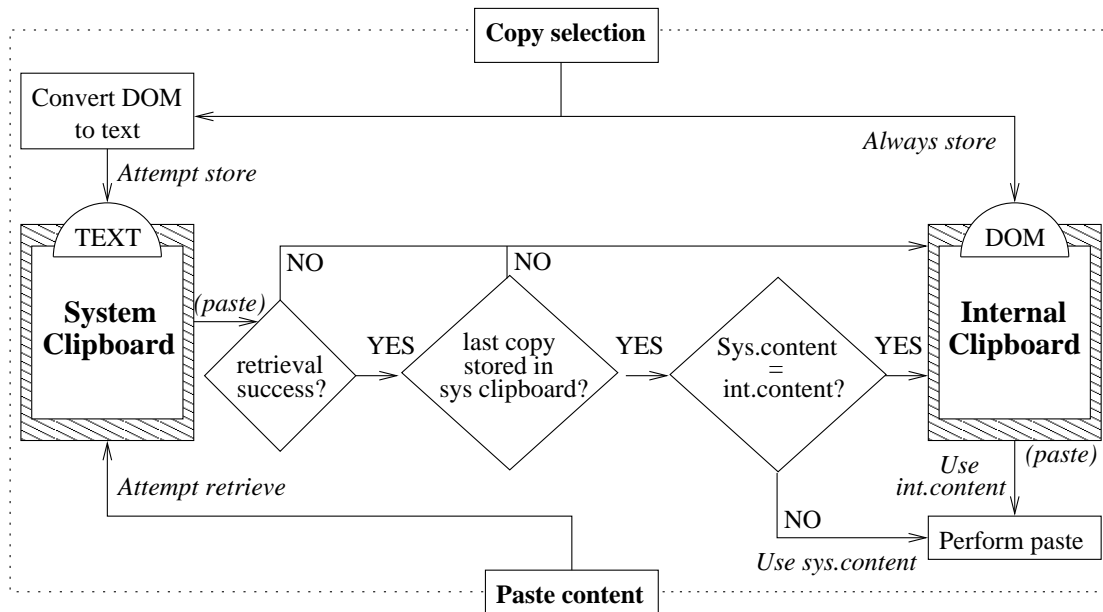 Copy selection
Convert DOM
to text
Always store
Attempt store
TEXT
DOM
NO
NO
(paste)
System
Clipboard
Internal
Clipboard
YES
YES
YES
retrieval
success?
last copy
stored in
sys clipboard?
Sys.content
=
int.content?
(paste)
Use
int.content
Attempt retrieve
NO
Perform paste
Use sys.content
Paste content